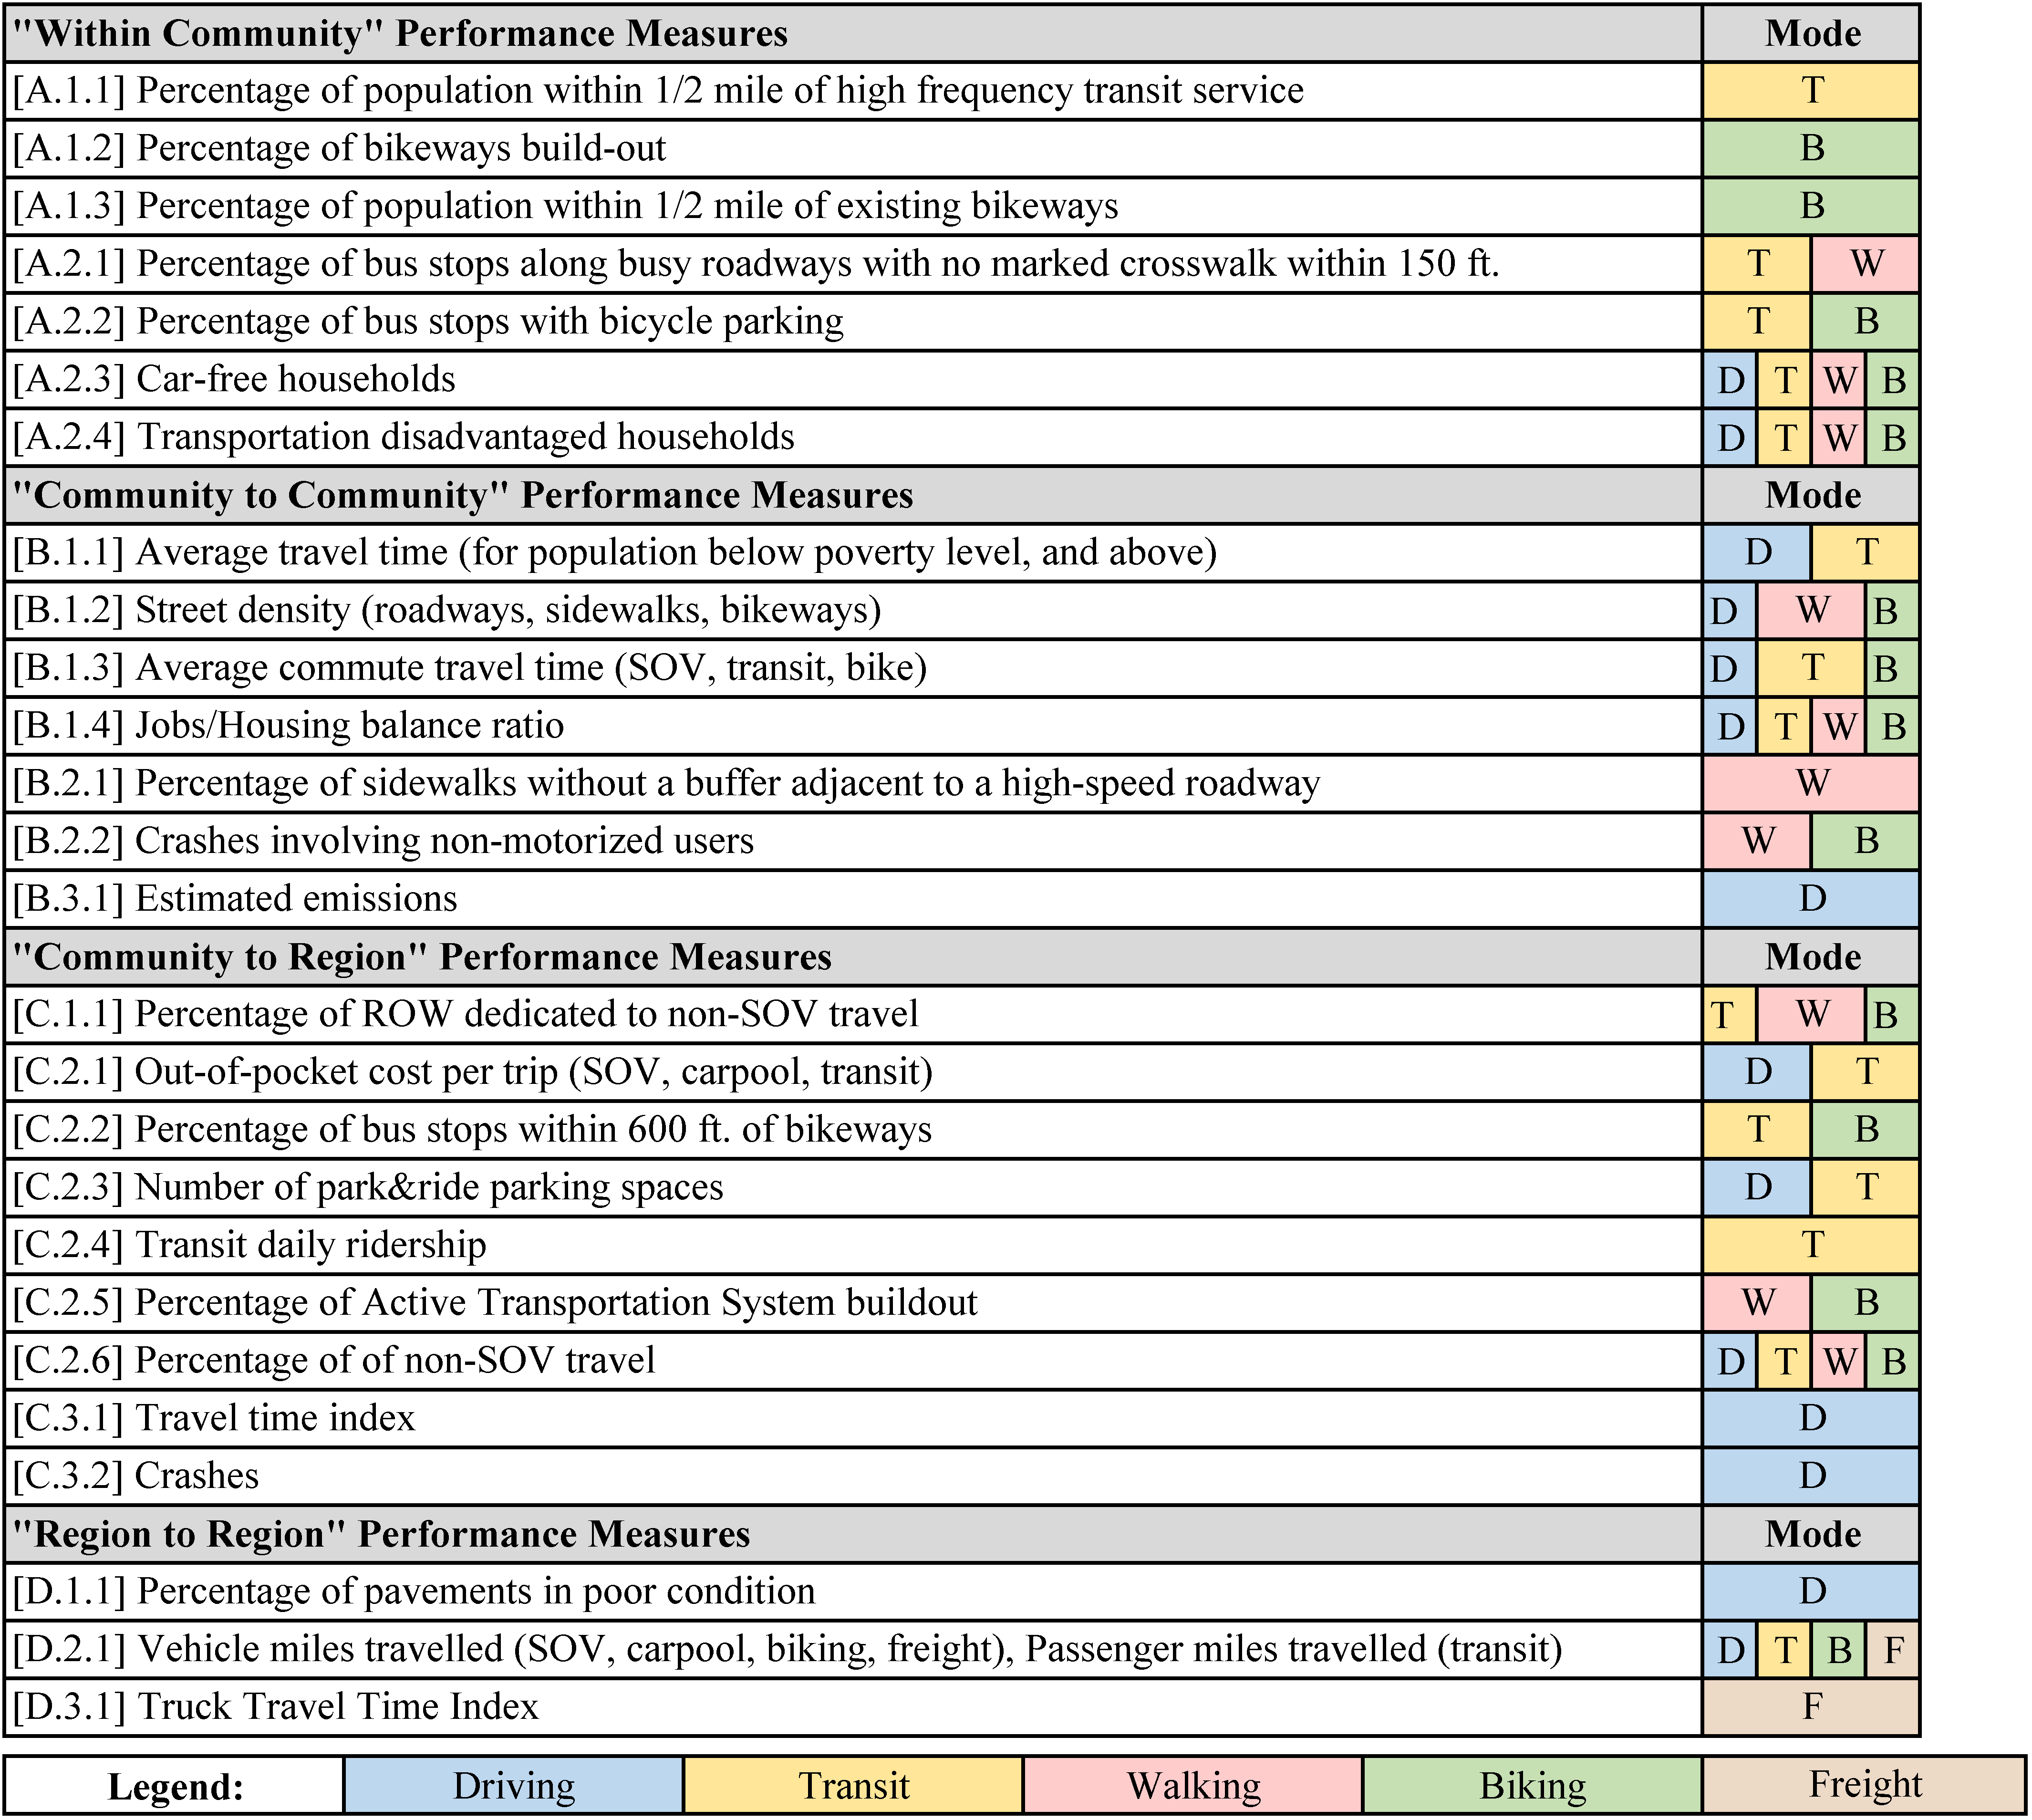 "Within Community" Performance Measures Mode
[A.1.1] Percentage of population within 1/2 mile of high frequency transit service T
[A.1.2] Percentage of bikeways build-out B
[A.1.3] Percentage of population within 1/2 mile of existing bikeways B
[A.2.1] Percentage of bus stops along busy roadways with no marked crosswalk within 150 ft. T W
[A.2.2] Percentage of bus stops with bicycle parking T B
[A.2.3] Car-free households D T W B
[A.2.4] Transportation disadvantaged households D T W B
"Community to Community" Performance Measures Mode
[B.1.1] Average travel time (for population below poverty level, and above) D T
[B.1.2] Street density (roadways, sidewalks, bikeways) D W B
[B.1.3] Average commute travel time (SOV, transit, bike) D T B
[B.1.4] Jobs/Housing balance ratio D T W B
[B.2.1] Percentage of sidewalks without a buffer adjacent to a high-speed roadway W
[B.2.2] Crashes involving non-motorized users W B
[B.3.1] Estimated emissions D
"Community to Region" Performance Measures Mode
[C.1.1] Percentage of ROW dedicated to non-SOV travel T W B
[C.2.1] Out-of-pocket cost per trip (SOV, carpool, transit) D T
[C.2.2] Percentage of bus stops within 600 ft. of bikeways T B
[C.2.3] Number of park&ride parking spaces D T
[C.2.4] Transit daily ridership T
[C.2.5] Percentage of Active Transportation System buildout W B
[C.2.6] Percentage of of non-SOV travel D T W B
[C.3.1] Travel time index D
[C.3.2] Crashes D
"Region to Region" Performance Measures Mode
[D.1.1] Percentage of pavements in poor condition D
[D.2.1] Vehicle miles travelled (SOV, carpool, biking, freight), Passenger miles travelled (transit) D T B F
[D.3.1] Truck Travel Time Index F
Legend: Driving Transit Walking Biking Freight